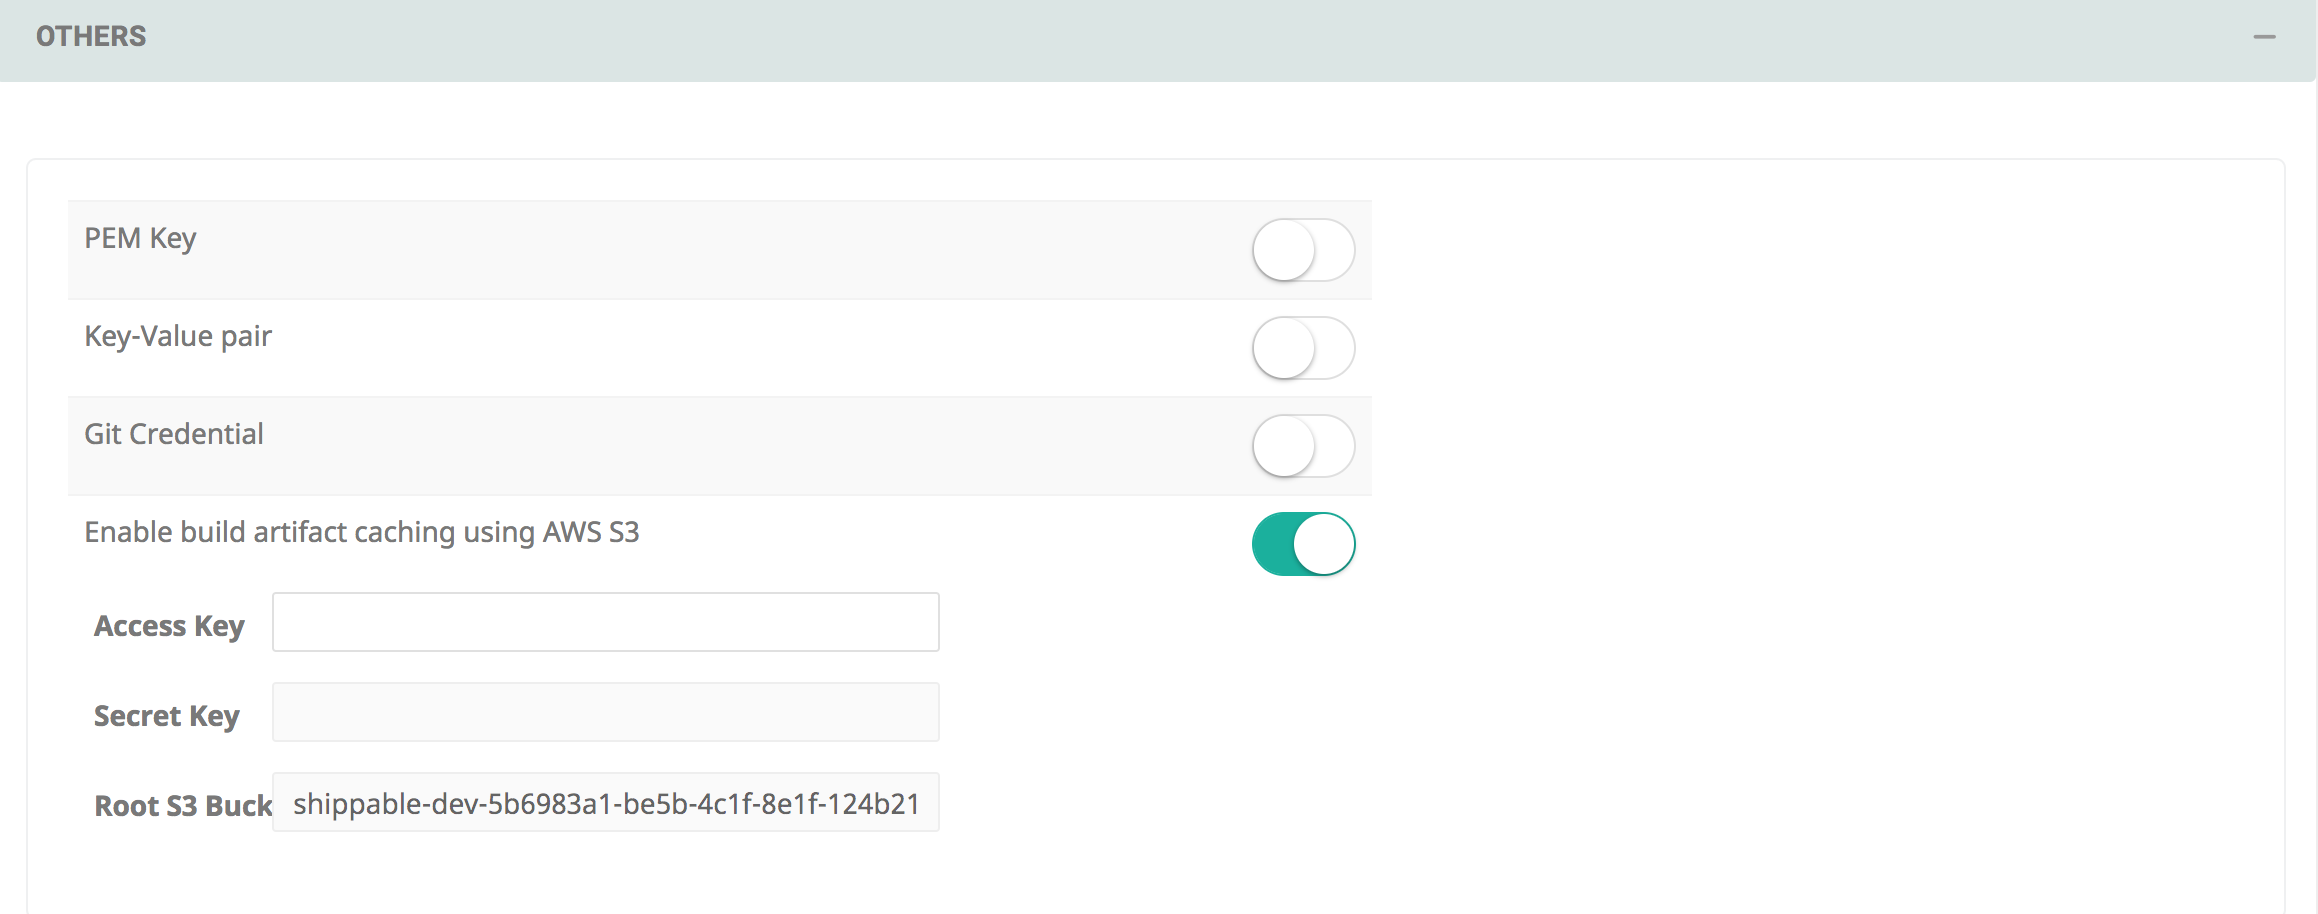 OTHERS
PEM Key
Key-Value pair
Git Credential
Enable build artifact caching using AWS S3
Access Key
Secret Key
Root S3 Buck shippable-dev-5b6983a1-be5b-4c1f-8e1f-124b21